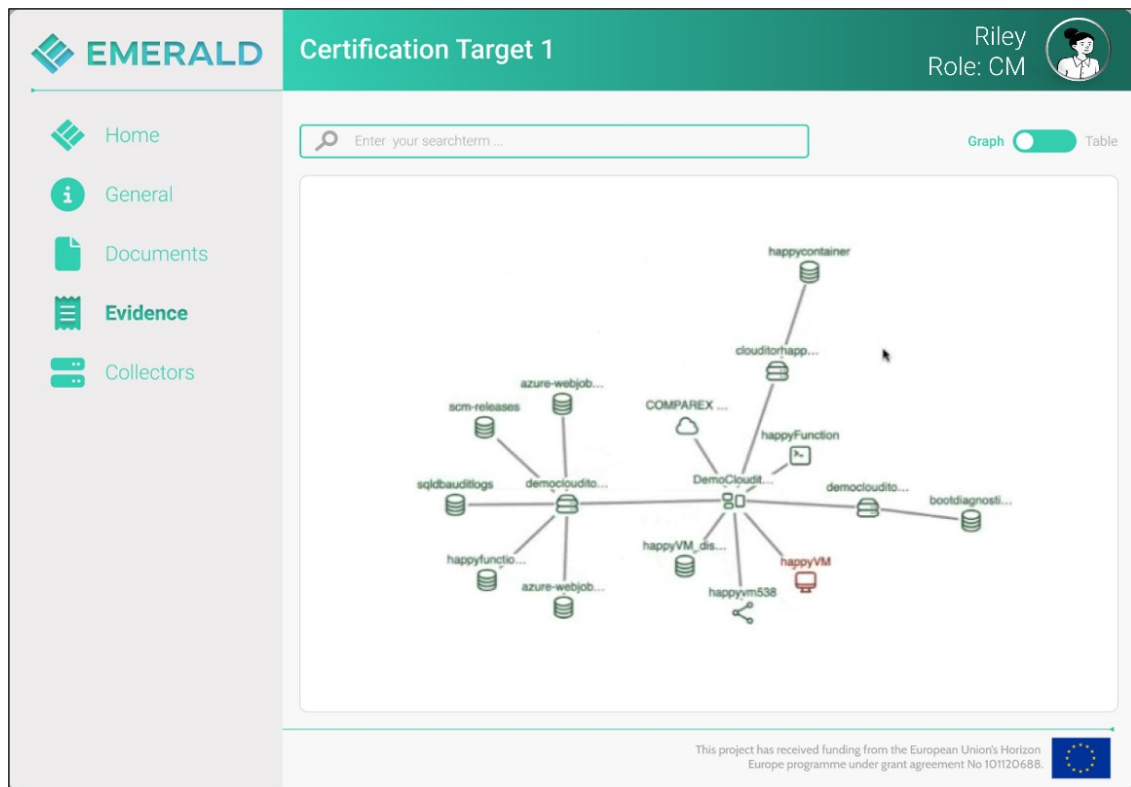 EMERALD
Certification Target 1
Riley
Role: CM
Home
General
Documents
Evidence
Collectors
Enter your searchterm ...
Graph
Table
happycontainer
clouditorhapp...
azure-webjob...
scm-releases
COMPAREX ...
happyFunction
sqldbauditlogs
democloudito...
DemoCloudit...
democloudito...
bootdiagnosti...
happyVM_dis...
happyfunctio...
happyVM
azure-webjob...
happyvm538
This project has received funding from the European Union's Horizon
Europe programme under grant agreement No 101120688.